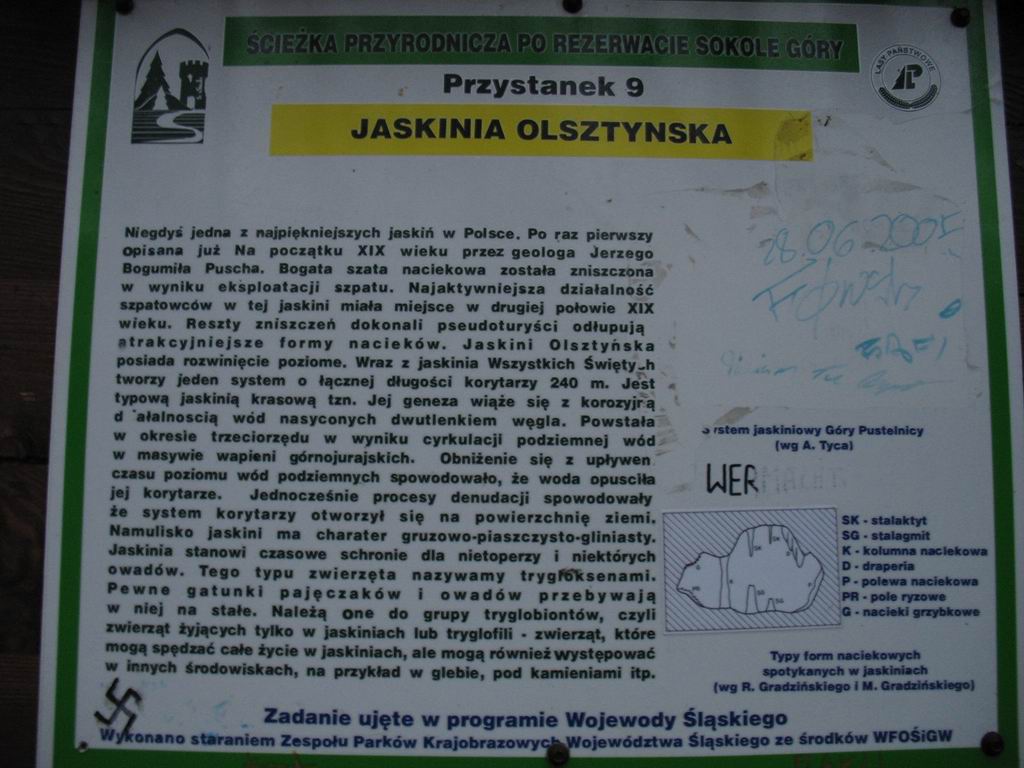 ŚCIEŻKA PRZYRODNICZA PO REZERWACIE SOKOLE GÓRY
LASY PAŃSTWOWE
Przystanek 9
JASKINIA OLSZTYNSKA
Niegdyś jedna z najpiękniejszych jaskiń w Polsce. Po raz pierwszy
opisana już Na początku XIX wieku przez geologa Jerzego
Bogumiła Puscha. Bogata szata naciekowa została zniszczona
w wyniku eksploatacji szpatu. Najaktywniejsza działalność
szpatowców w tej jaskini miała miejsce w drugiej połowie XIX
wieku. Reszty zniszczeń dokonali pseudoturyści odłupują
atrakcyjniejsze formy nacieków. Jaskini Olsztyńska
posiada rozwinięcie poziome. Wraz z jaskinia Wszystkich Świętych
tworzy jeden system o łącznej długości korytarzy 240 m. Jest
typową jaskinią krasową tzn. Jej geneza wiąże się z korozyjną
d ałalnoscią wód nasyconych dwutlenkiem węgla. Powstała
w okresie trzeciorzędu w wyniku cyrkulacji podziemnej wód
w masywie wapieni górnojurajskich. Obniżenie się z upływen
czasu poziomu wód podziemnych spowodowało, że woda opusciła
jej korytarze. Jednocześnie procesy denudacji spowodowały
że system korytarzy otworzył się na powierzchnię ziemi.
Namulisko jaskini ma charater gruzowo-piaszczysto-gliniasty.
Jaskinia stanowi czasowe schronie dla nietoperzy i niektórych
owadów. Tego typu zwierzęta nazywamy trygloksenami.
Pewne gatunki pajęczaków i owadów przebywają
w niej na stałe. Należą one do grupy tryglobiontów, czyli
zwierząt żyjących tylko w jaskiniach lub tryglofili - zwierząt, które
mogą spędzać całe życie w jaskiniach, ale mogą również występować
w innych środowiskach, na przykład w glebie, pod kamieniami itp.
28.06.2005
System jaskiniowy Góry Pustelnicy
(wg A. Tyca)
WERMACHT
SK - stalaktyt
SG - stalagmit
K - kolumna naciekowa
D - draperia
P - polewa naciekowa
PR - pole ryzowe
G - nacieki grzybkowe
Typy form naciekowych
spotykanych w jaskiniach
(wg R. Gradzińskiego i M. Gradzińskiego)
Zadanie ujęte w programie Wojewody Śląskiego
Wykonano staraniem Zespołu Parków Krajobrazowych Województwa Śląskiego ze środków WFOŚiGW